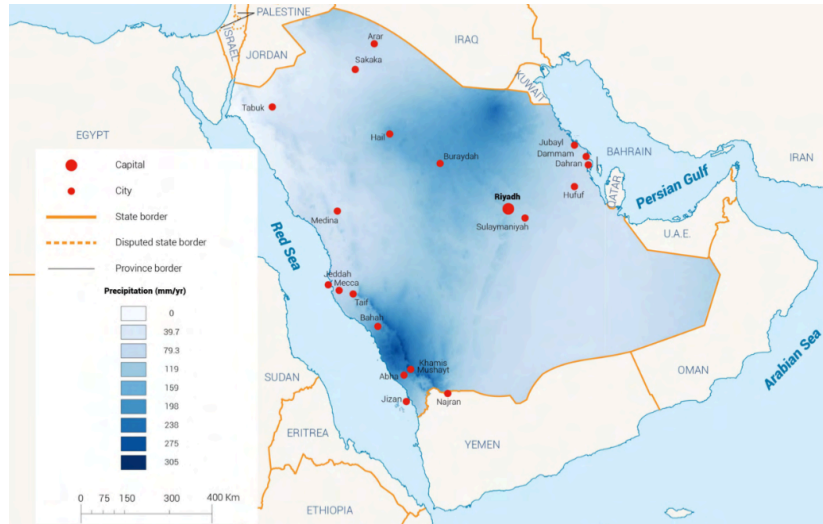 PALESTINE
ISRAEL
JORDAN
IRAQ
KUWAIT
Arar
Sakaka
Tabuk
Hail
Buraydah
EGYPT
Jubayl
Dammam
Dahran
BAHRAIN
IRAN
Riyadh
Hufuf
QATAR
Persian Gulf
Medina
Sulaymaniyah
U.A.E.
Red Sea
Jeddah
Mecca
Taif
Bahah
Khamis
Mushayt
Abha
Jizan
Najran
SUDAN
ERITREA
ETHIOPIA
YEMEN
OMAN
Arabian Sea
Capital
City
State border
Disputed state border
Province border
Precipitation (mm/yr)
0
39.7
79.3
119
159
198
238
275
305
0 75 150 300 400 Km